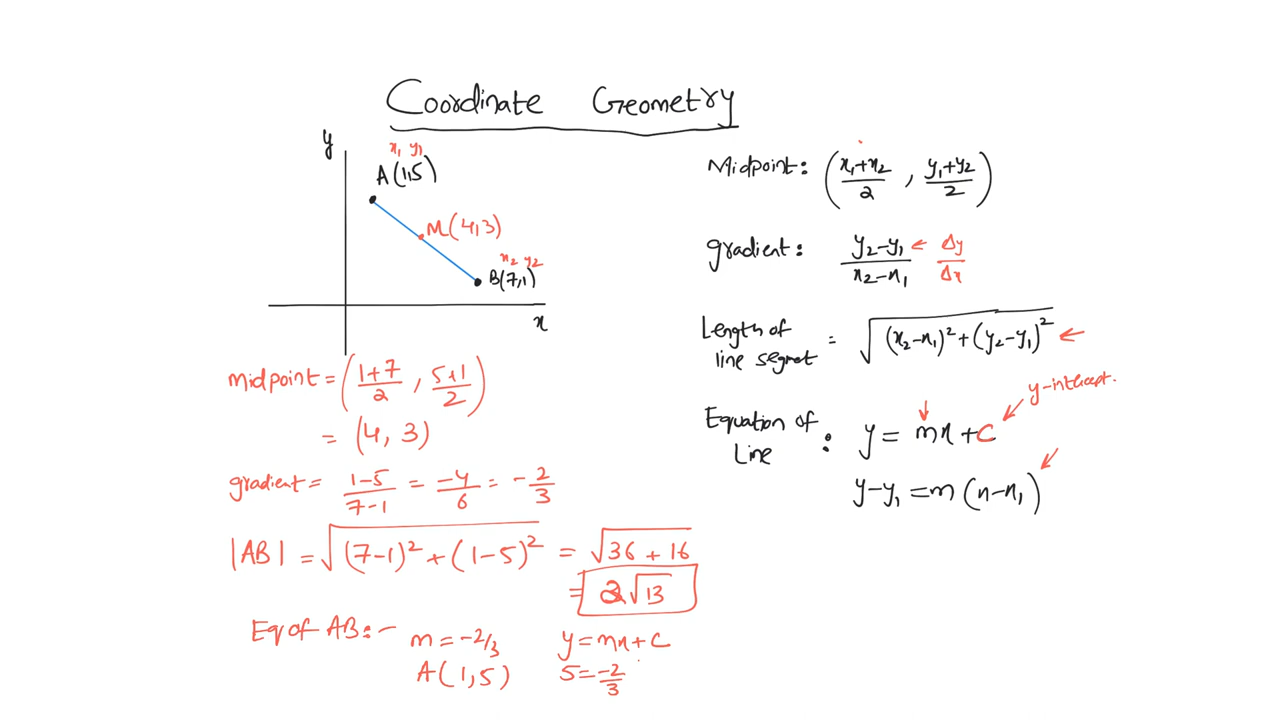 Coordinate Geometry
y
x₁ y₁
A(1,5)
M(4,3)
x₂ y₂
B(7,1)
x
Midpoint: ((x₁+x₂)/2 , (y₁+y₂)/2)
gradient: (y₂-y₁)/(x₂-x₁) ← Δy/Δx
Length of line segmet = √((x₂-x₁)²+(y₂-y₁)²) ←
Equation of Line : y = mx + c
y-intercept.
y-y₁ = m(x-x₁)
midpoint = ((1+7)/2 , (5+1)/2)
= (4, 3)
gradient = (1-5)/(7-1) = -4/6 = -2/3
|AB| = √((7-1)²+(1-5)²) = √(36 + 16)
= 2√13
Eq of AB:-
m = -2/3
A(1,5)
y = mx + c
5 = -2/3